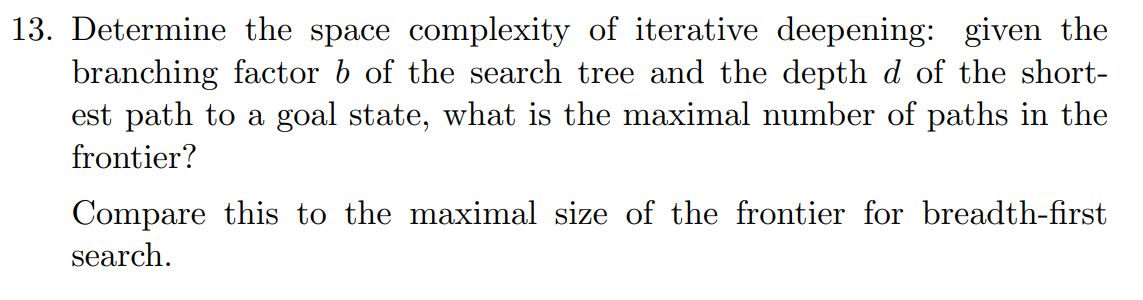 13. Determine the space complexity of iterative deepening: given the
branching factor b of the search tree and the depth d of the short-
est path to a goal state, what is the maximal number of paths in the
frontier?
Compare this to the maximal size of the frontier for breadth-first
search.